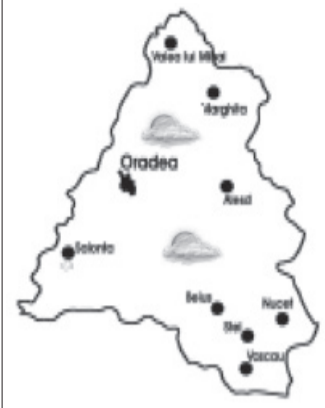 Valea lui Mihai
Marghita
Oradea
Alesd
Salonta
Beius
Nucet
Stei
Vascau